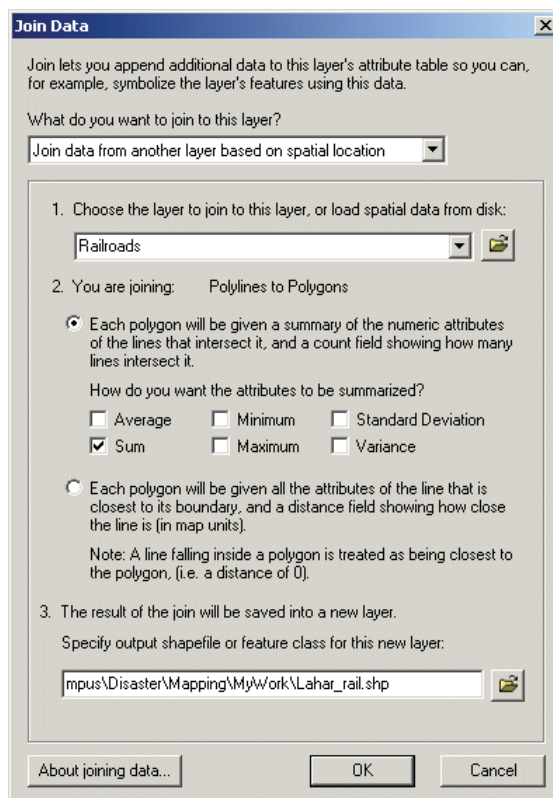 Join Data
Join lets you append additional data to this layer's attribute table so you can,
for example, symbolize the layer's features using this data.
What do you want to join to this layer?
Join data from another layer based on spatial location
1. Choose the layer to join to this layer, or load spatial data from disk:
Railroads
2. You are joining: Polylines to Polygons
Each polygon will be given a summary of the numeric attributes
of the lines that intersect it, and a count field showing how many
lines intersect it.
How do you want the attributes to be summarized?
Average Minimum Standard Deviation
Sum Maximum Variance
Each polygon will be given all the attributes of the line that is
closest to its boundary, and a distance field showing how close
the line is (in map units).
Note: A line falling inside a polygon is treated as being closest to
the polygon, (i.e. a distance of 0).
3. The result of the join will be saved into a new layer.
Specify output shapefile or feature class for this new layer:
mpus\Disaster\Mapping\MyWork\Lahar_rail.shp
About joining data... OK Cancel